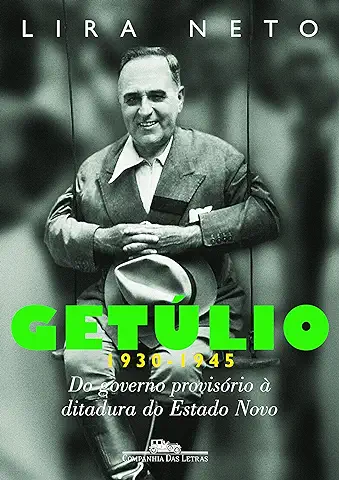 LIRA NETO
GETÚLIO
1930-1945
Do governo provisório à
ditadura do Estado Novo
COMPANHIA DAS LETRAS